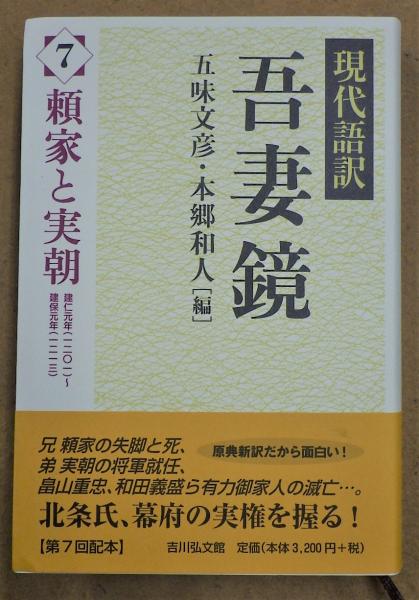 現代語訳
吾妻鏡
五味文彦・本郷和人[編]
7
頼家と実朝
建仁元年(一二〇一)~
建保元年(一二一三)
兄 頼家の失脚と死、
弟 実朝の将軍就任、
畠山重忠、和田義盛ら有力御家人の滅亡…。
原典新訳だから面白い!
北条氏、幕府の実権を握る!
【第7回配本】
吉川弘文館 定価(本体3,200円+税)